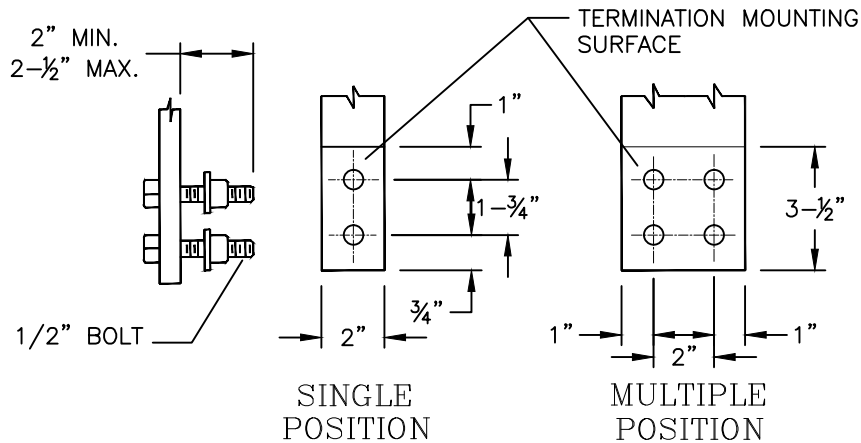 2” MIN.
2-½” MAX.
TERMINATION MOUNTING
SURFACE
1”
1-¾”
3-½”
¾”
1/2” BOLT
2”
1”
1”
2”
SINGLE
POSITION
MULTIPLE
POSITION